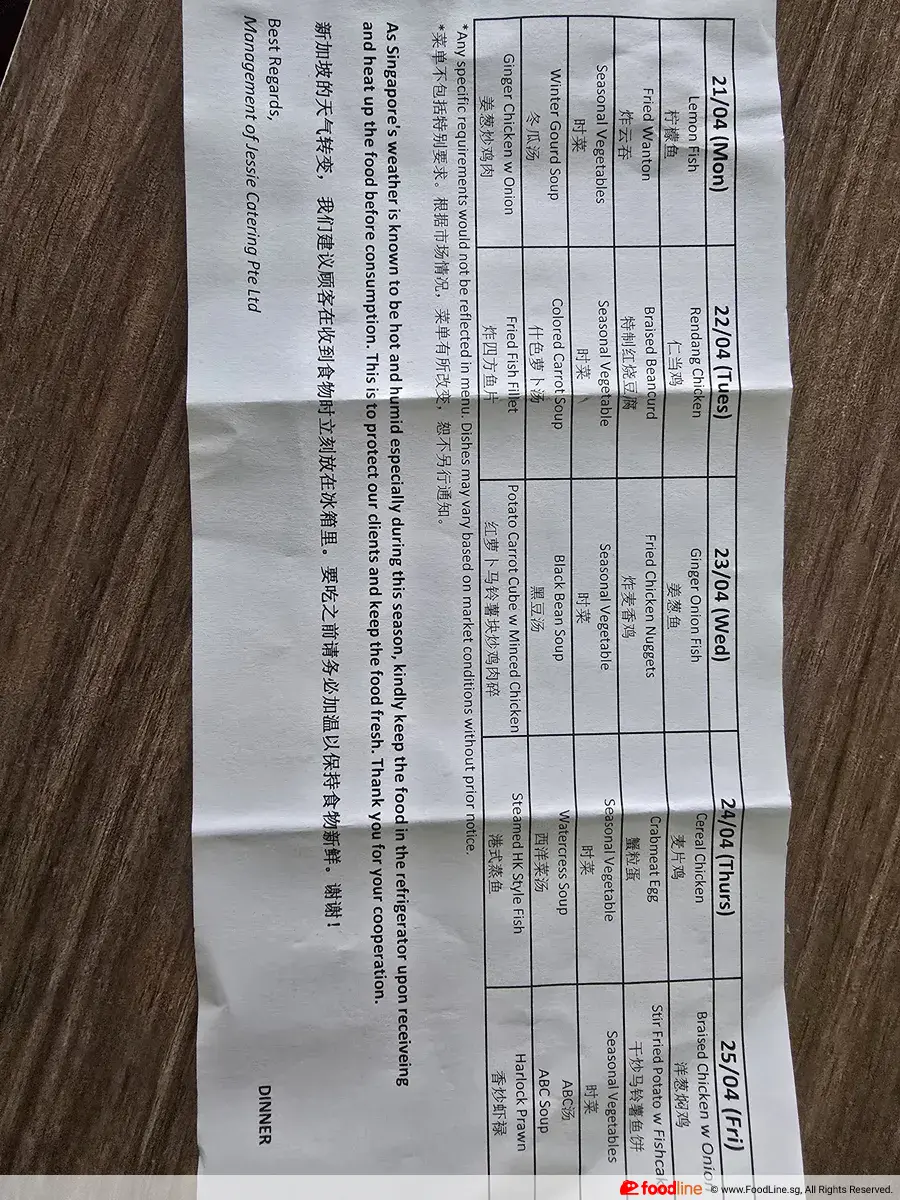 21/04 (Mon)
22/04 (Tues)
23/04 (Wed)
24/04 (Thurs)
25/04 (Fri)
Lemon Fish
柠檬鱼
Rendang Chicken
仁当鸡
Ginger Onion Fish
姜葱鱼
Cereal Chicken
麦片鸡
Braised Chicken w Onion
洋葱焖鸡
Fried Wanton
炸云吞
Braised Beancurd
特制红烧豆腐
Fried Chicken Nuggets
炸麦香鸡
Crabmeat Egg
蟹粒蛋
Stir Fried Potato w Fishcak
干炒马铃薯鱼饼
Seasonal Vegetables
时菜
Seasonal Vegetable
时菜
Seasonal Vegetable
时菜
Seasonal Vegetable
时菜
Seasonal Vegetables
时菜
Winter Gourd Soup
冬瓜汤
Colored Carrot Soup
什色萝卜汤
Black Bean Soup
黑豆汤
Watercress Soup
西洋菜汤
ABC汤
ABC Soup
Ginger Chicken w Onion
姜葱炒鸡肉
Fried Fish Fillet
炸四方鱼片
Potato Carrot Cube w Minced Chicken
红萝卜马铃薯块炒鸡肉碎
Steamed HK Style Fish
港式蒸鱼
Harlock Prawn
香炒虾禄
*Any specific requirements would not be reflected in menu. Dishes may vary based on market conditions without prior notice.
*菜单不包括特别要求。根据市场情况，菜单有所改变，恕不另行通知。
As Singapore's weather is known to be hot and humid especially during this season, kindly keep the food in the refrigerator upon receiveing
and heat up the food before consumption. This is to protect our clients and keep the food fresh. Thank you for your cooperation.
新加坡的天气转变，我们建议顾客在收到食物时立刻放在冰箱里。要吃之前请务必加温以保持食物新鲜。谢谢！
Best Regards,
Management of Jessie Catering Pte Ltd
DINNER
foodline © www.FoodLine.sg, All Rights Reserved.